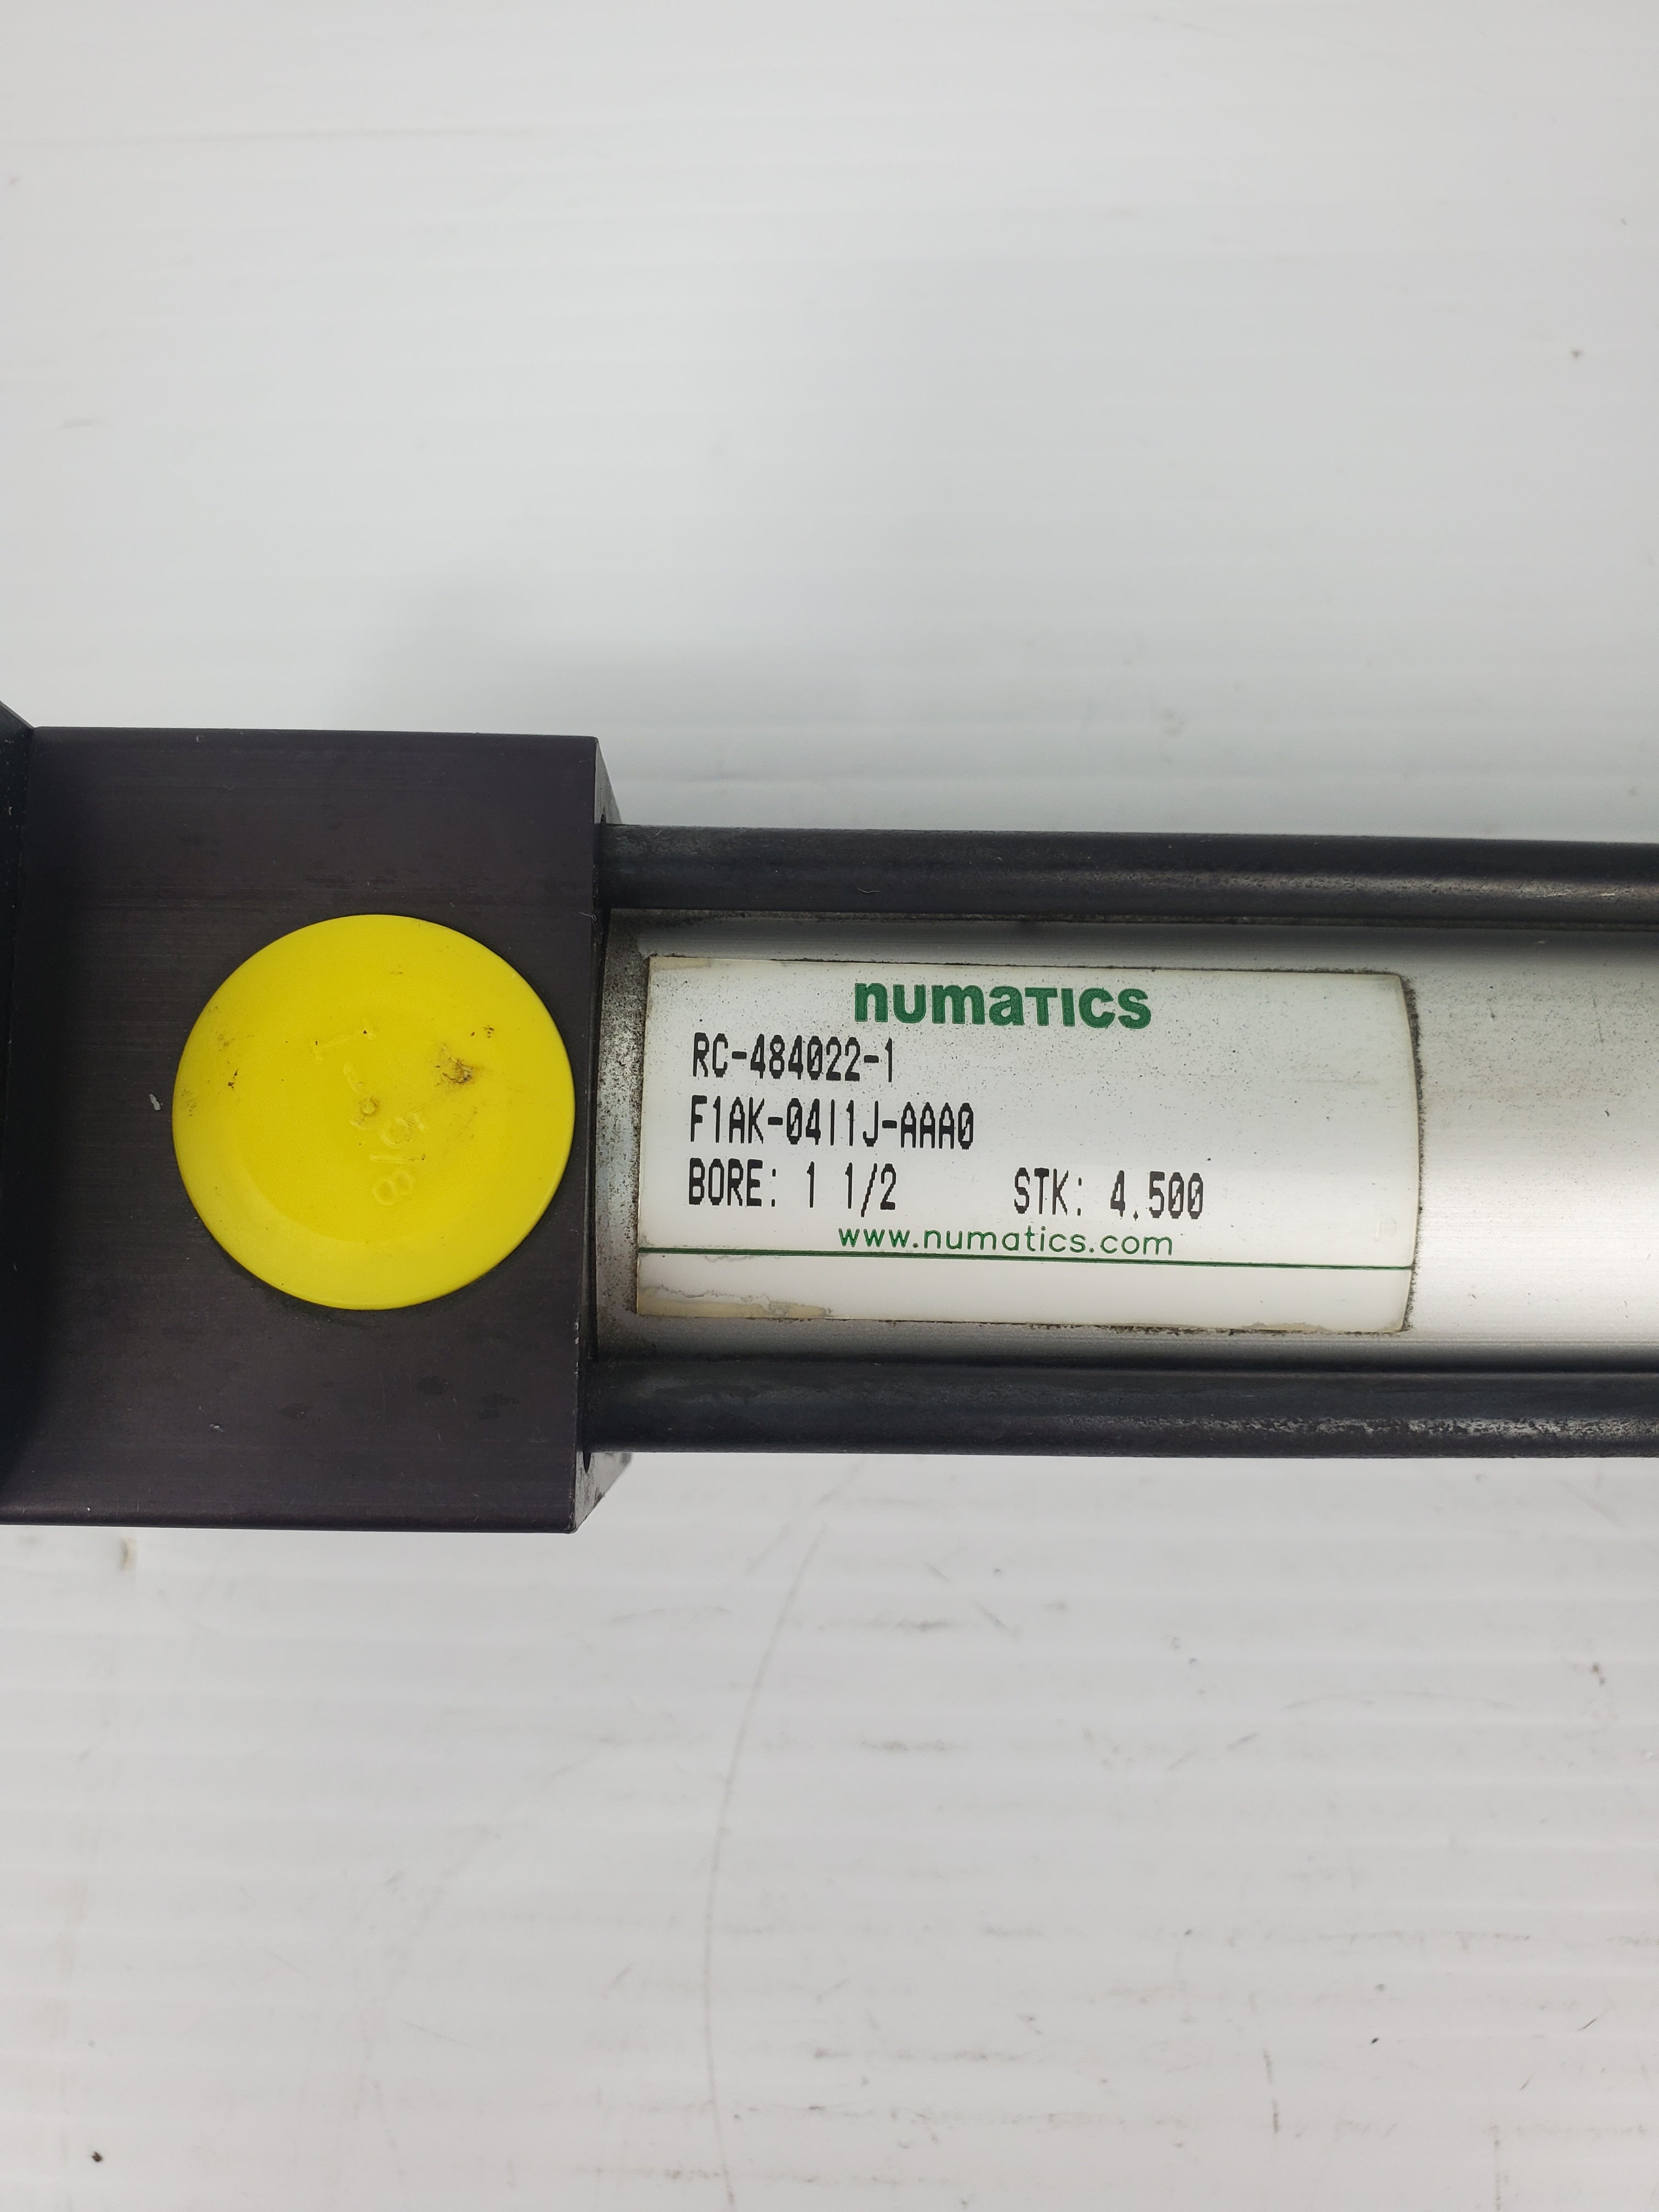 numatics
RC-484022-1
F1AK-04I1J-AAA0
BORE: 1 1/2 STK: 4.500
www.numatics.com